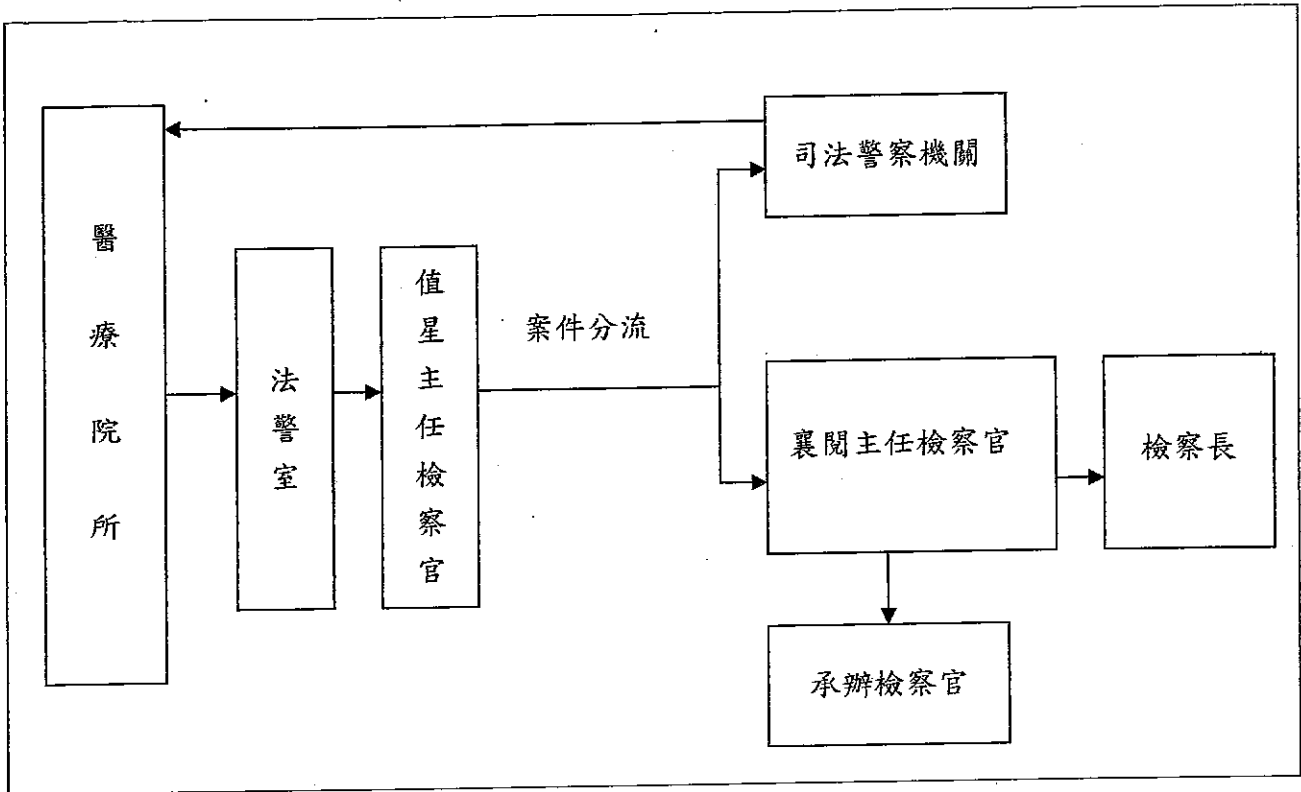 醫療院所
法警室
值星主任檢察官
案件分流
司法警察機關
襄閱主任檢察官
檢察長
承辦檢察官